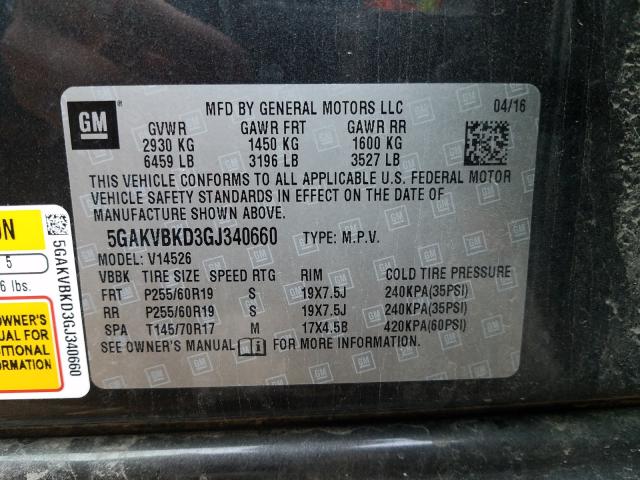 GM
MFD BY GENERAL MOTORS LLC 04/16
GVWR GAWR FRT GAWR RR
2930 KG 1450 KG 1600 KG
6459 LB 3196 LB 3527 LB
THIS VEHICLE CONFORMS TO ALL APPLICABLE U.S. FEDERAL MOTOR
VEHICLE SAFETY STANDARDS IN EFFECT ON THE DATE OF
MANUFACTURE SHOWN ABOVE.
5GAKVBKD3GJ340660 TYPE: M.P.V.
MODEL: V14526
VBBK TIRE SIZE SPEED RTG RIM COLD TIRE PRESSURE
FRT P255/60R19 S 19X7.5J 240KPA(35PSI)
RR P255/60R19 S 19X7.5J 240KPA(35PSI)
SPA T145/70R17 M 17X4.5B 420KPA(60PSI)
SEE OWNER'S MANUAL FOR MORE INFORMATION.
5
lbs.
OWNER'S
FOR
5GAKVBKD3GJ340660